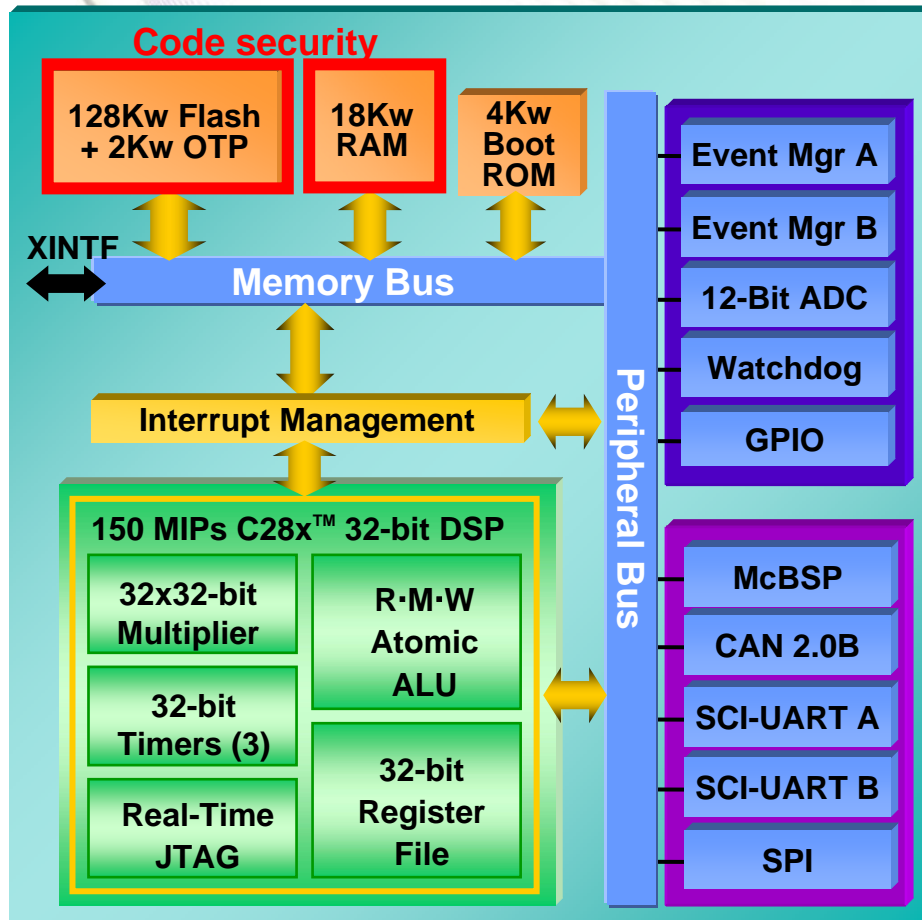 Code security
128Kw Flash
+ 2Kw OTP
18Kw
RAM
4Kw
Boot
ROM
XINTF
Memory Bus
Interrupt Management
150 MIPs C28x™ 32-bit DSP
32x32-bit
Multiplier
R·M·W
Atomic
ALU
32-bit
Timers (3)
32-bit
Register
File
Real-Time
JTAG
Peripheral Bus
Event Mgr A
Event Mgr B
12-Bit ADC
Watchdog
GPIO
McBSP
CAN 2.0B
SCI-UART A
SCI-UART B
SPI